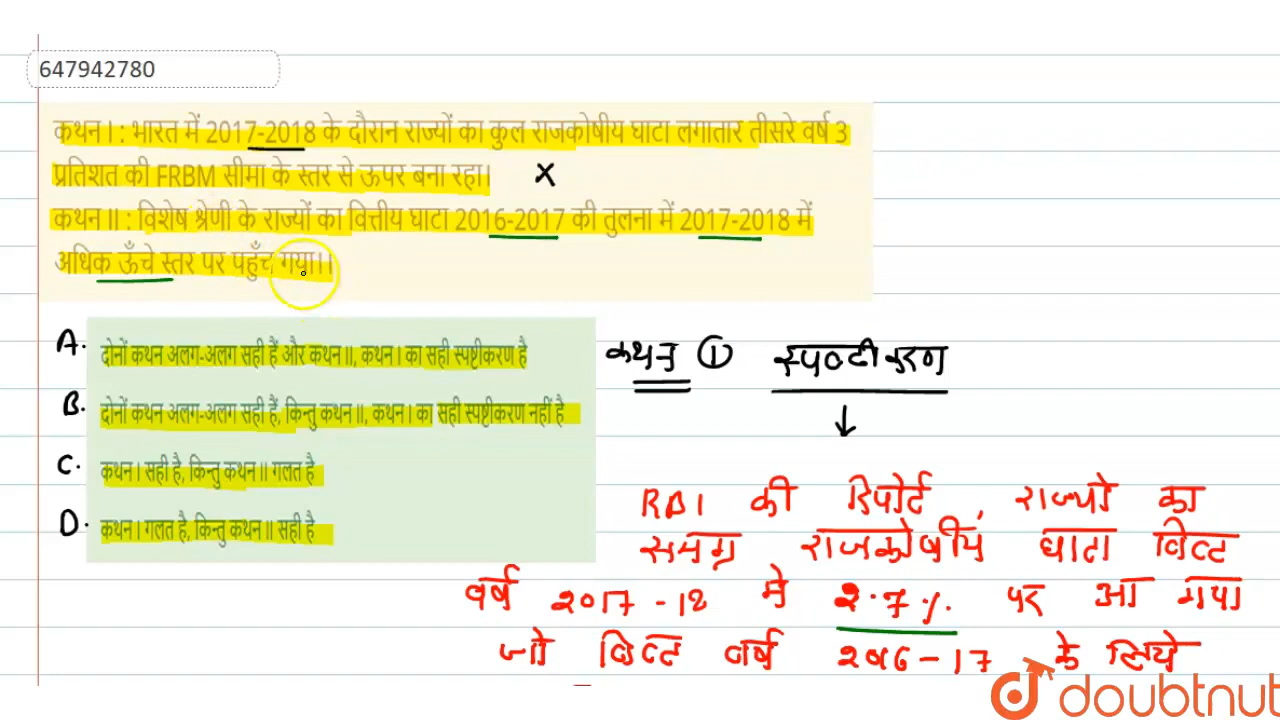 647942780
कथन I : भारत में 2017-2018 के दौरान राज्यों का कुल राजकोषीय घाटा लगातार तीसरे वर्ष 3
प्रतिशत की FRBM सीमा के स्तर से ऊपर बना रहा। X
कथन II : विशेष श्रेणी के राज्यों का वित्तीय घाटा 2016-2017 की तुलना में 2017-2018 में
अधिक ऊँचे स्तर पर पहुँच गया।।
A. दोनों कथन अलग-अलग सही हैं और कथन II, कथन I का सही स्पष्टीकरण है
कथन ① स्पष्टीकरण
B. दोनों कथन अलग-अलग सही हैं, किन्तु कथन II, कथन I का सही स्पष्टीकरण नहीं है
C. कथन I सही है, किन्तु कथन II गलत है
RBI की रिपोर्ट, राज्यों का
D. कथन I गलत है, किन्तु कथन II सही है
समग्र राजकोषीय घाटा वित्त
वर्ष 2017-18 में 2.7% पर आ गया
जो वित्त वर्ष 2016-17 के लिये
doubtnut